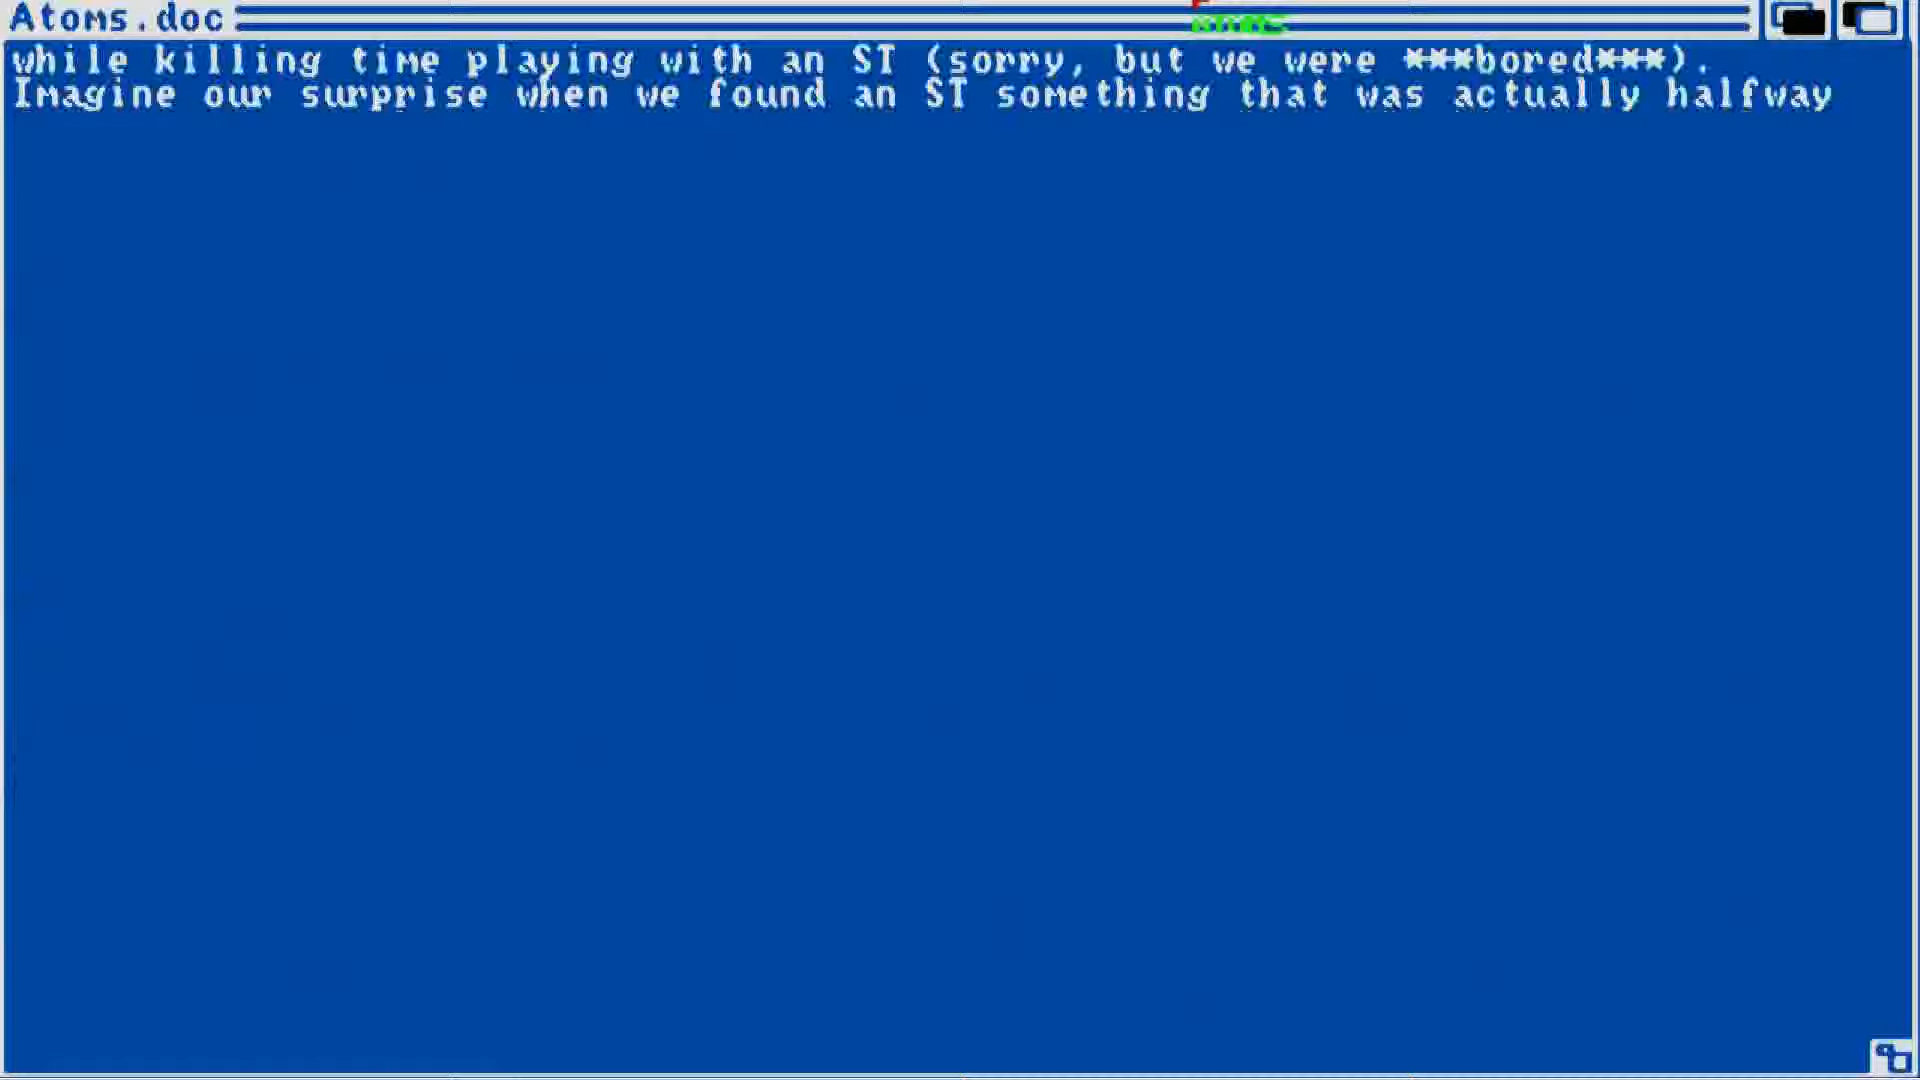 Atoms.doc
while killing time playing with an ST (sorry, but we were ***bored***).
Imagine our surprise when we found an ST something that was actually halfway